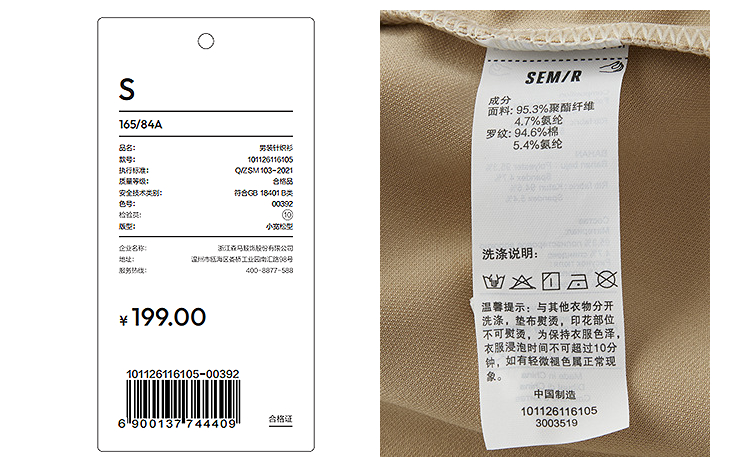 S
165/84A
品名: 男装针织衫
款号: 101126116105
执行标准: Q/ZSM 103-2021
质量等级: 合格品
安全技术类别: 符合GB 18401 B类
色号: 00392
检验员: 10
版型: 小宽松型
企业名称: 浙江森马服饰股份有限公司
地址: 温州市瓯海区娄桥工业园南汇路98号
服务热线: 400-8877-588
¥ 199.00
101126116105-00392
6 900137 744409
合格证
SEM/R
成分
面料: 95.3%聚酯纤维
4.7%氨纶
罗纹: 94.6%棉
5.4%氨纶
洗涤说明:
温馨提示: 与其他衣物分开
洗涤, 垫布熨烫, 印花部位
不可熨烫, 为保持衣服色泽,
衣服浸泡时间不可超过10分
钟, 如有轻微褪色属正常现
象。
中国制造
101126116105
3003519